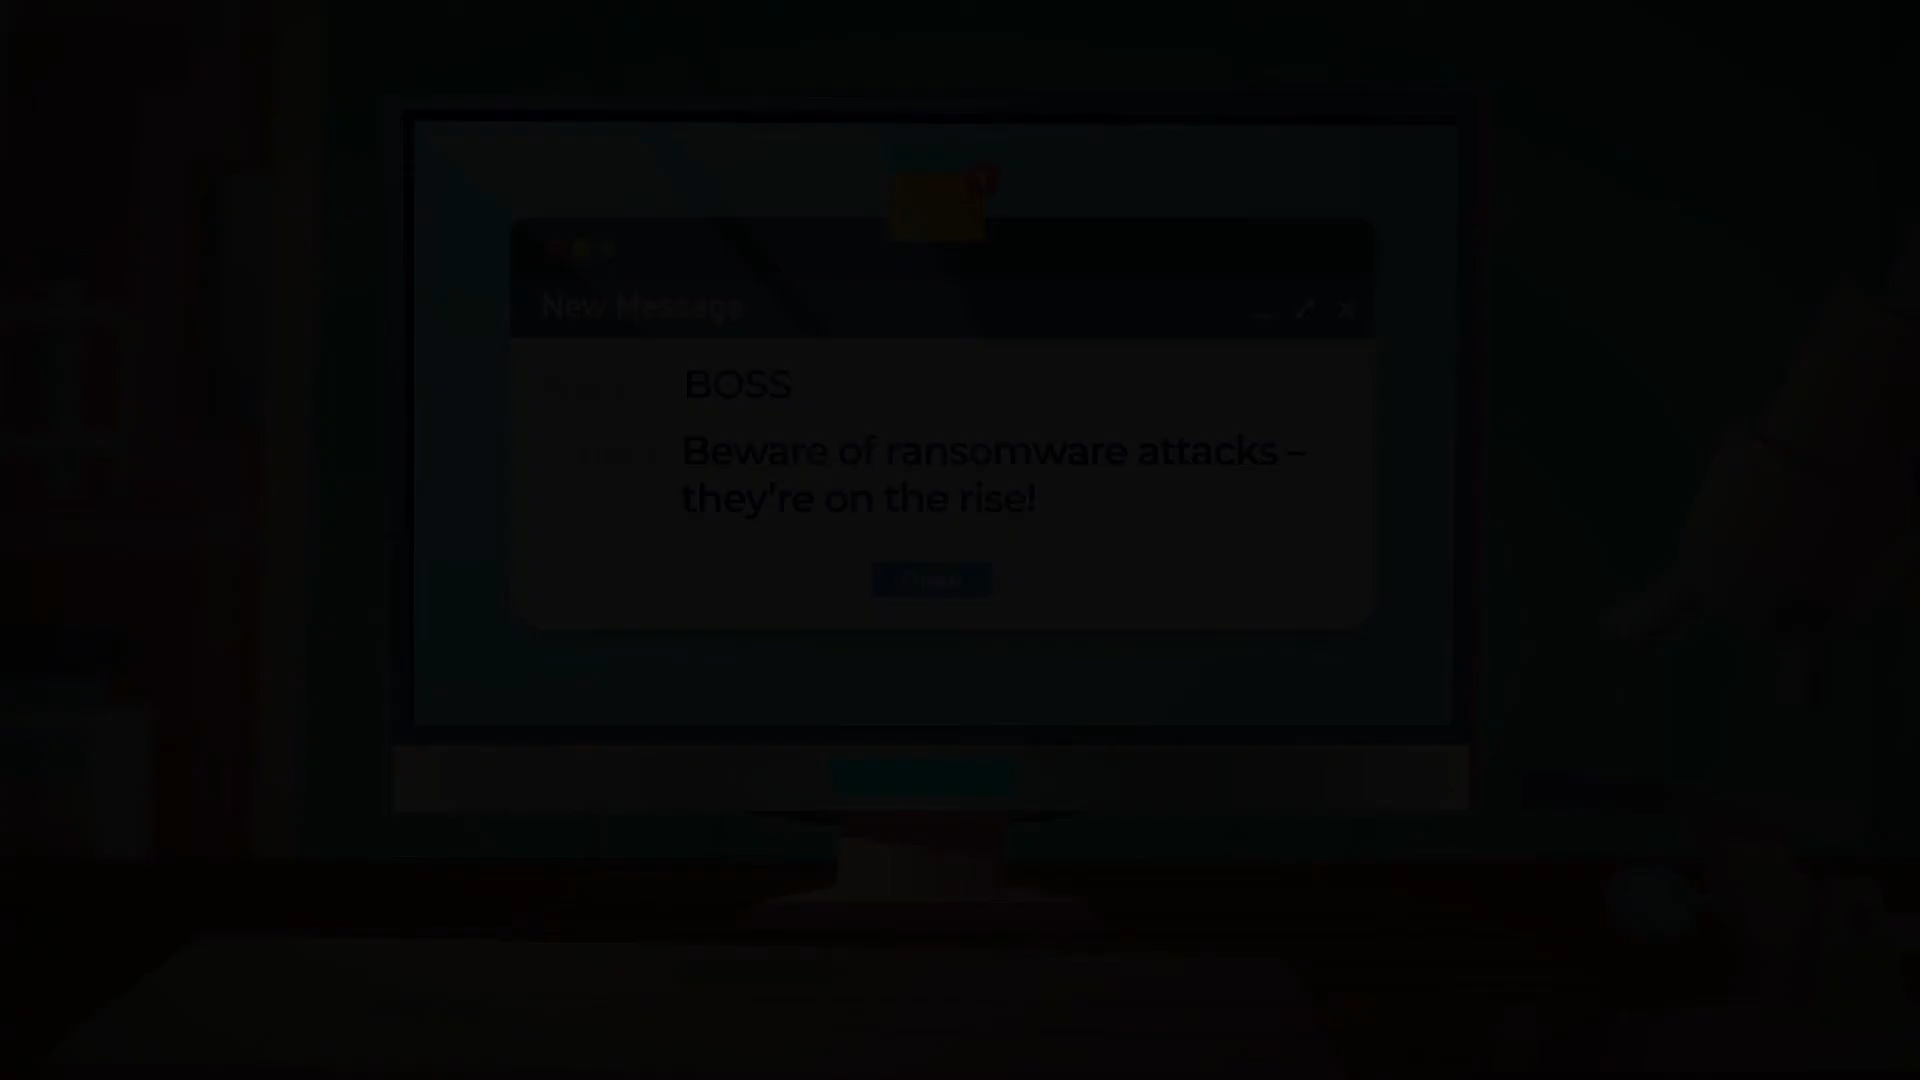 New Message
BOSS
Beware of ransomware attacks –
they're on the rise!